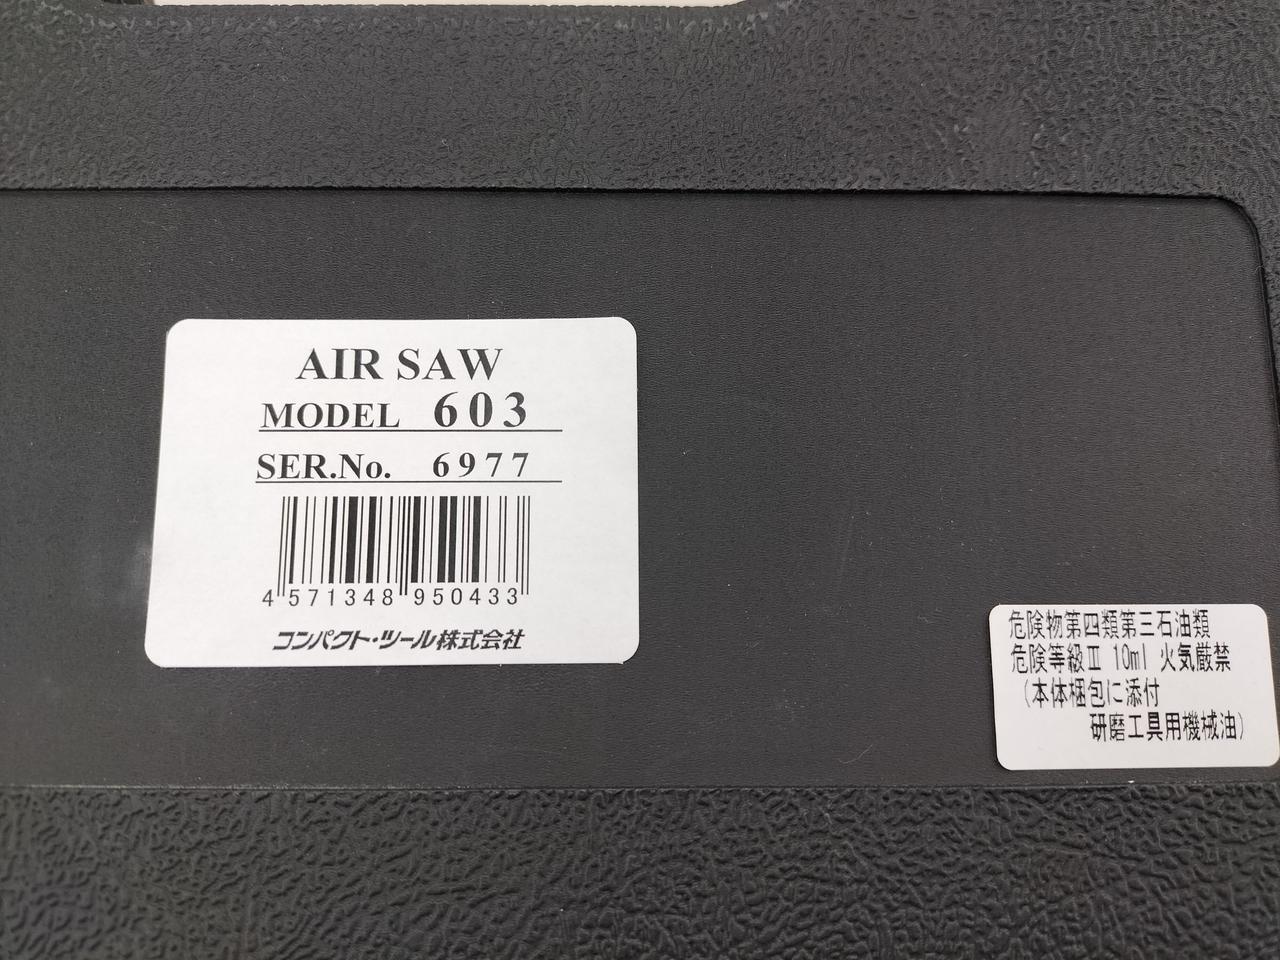 AIR SAW
MODEL 603
SER.No. 6977
4 571348 950433
コンパクト・ツール株式会社
危険物第四類第三石油類
危険等級Ⅲ 10ml 火気厳禁
(本体梱包に添付
研磨工具用機械油)